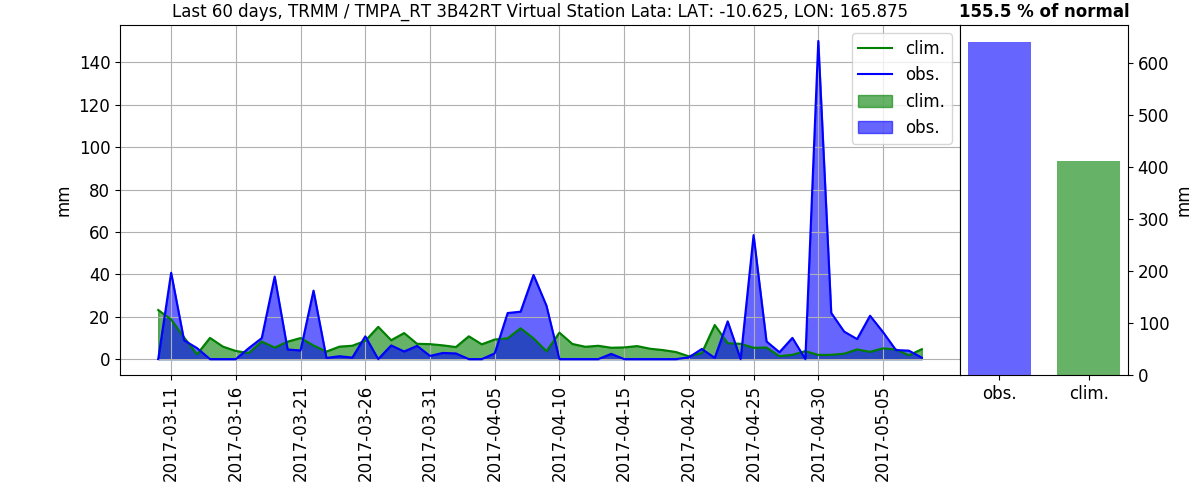 Last 60 days, TRMM / TMPA_RT 3B42RT Virtual Station Lata: LAT: -10.625, LON: 165.875
155.5 % of normal
mm
140
120
100
80
60
40
20
0
clim.
obs.
clim.
obs.
2017-03-11
2017-03-16
2017-03-21
2017-03-26
2017-03-31
2017-04-05
2017-04-10
2017-04-15
2017-04-20
2017-04-25
2017-04-30
2017-05-05
600
500
400
300
200
100
0
mm
obs.
clim.